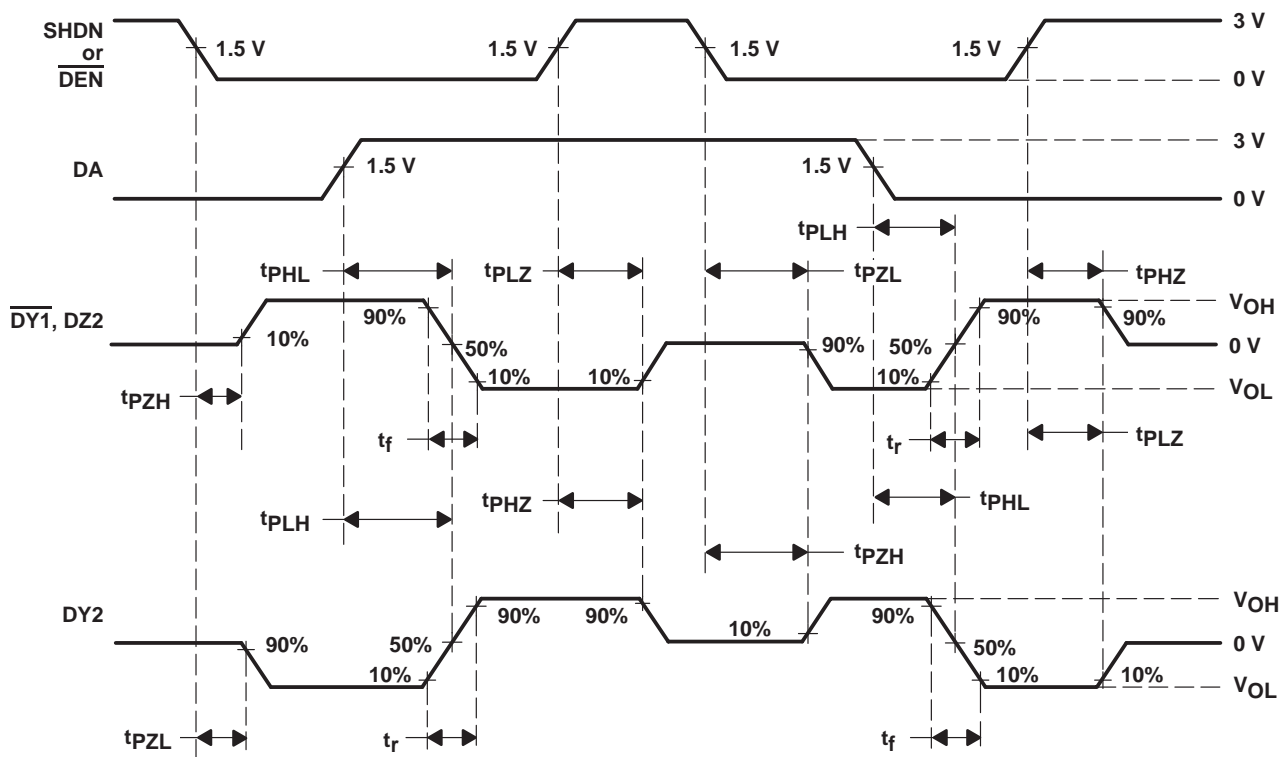 SHDN
or
DEN
1.5 V 1.5 V 1.5 V 1.5 V
3 V
0 V
DA
1.5 V 1.5 V
3 V
0 V
tPLH
tPHL tPLZ tPZL tPHZ
DY1, DZ2
10% 90% 50% 10% 10% 90% 50% 10% 90% 90%
VOH
0 V
VOL
tPZH
tf tr tPLZ
tPLH tPHZ tPHL
tPZH
DY2
90% 10% 50% 90% 90% 10% 90% 50% 10% 10%
VOH
0 V
VOL
tPZL tr tf